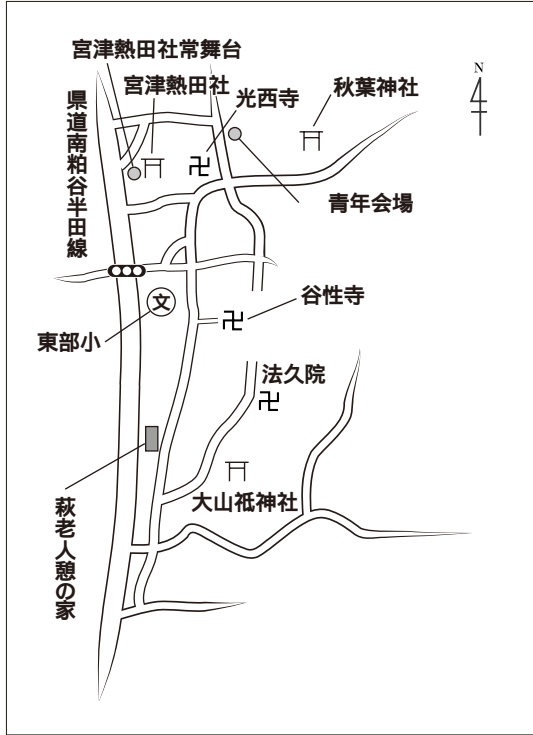 宮津熱田社常舞台
宮津熱田社
光西寺
秋葉神社
N
県道南粕谷半田線
青年会場
谷性寺
文
東部小
法久院
大山祗神社
萩老人憩の家